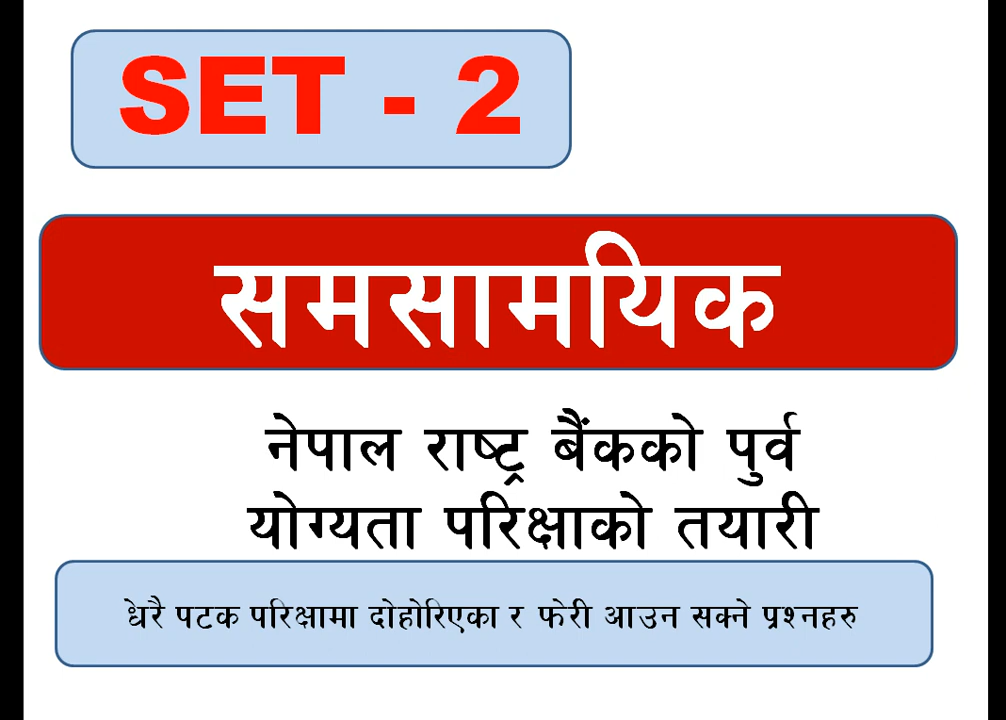 SET - 2
समसामयिक
नेपाल राष्ट्र बैंकको पुर्व
योग्यता परिक्षाको तयारी
धेरै पटक परिक्षामा दोहोरिएका र फेरी आउन सक्ने प्रश्नहरु